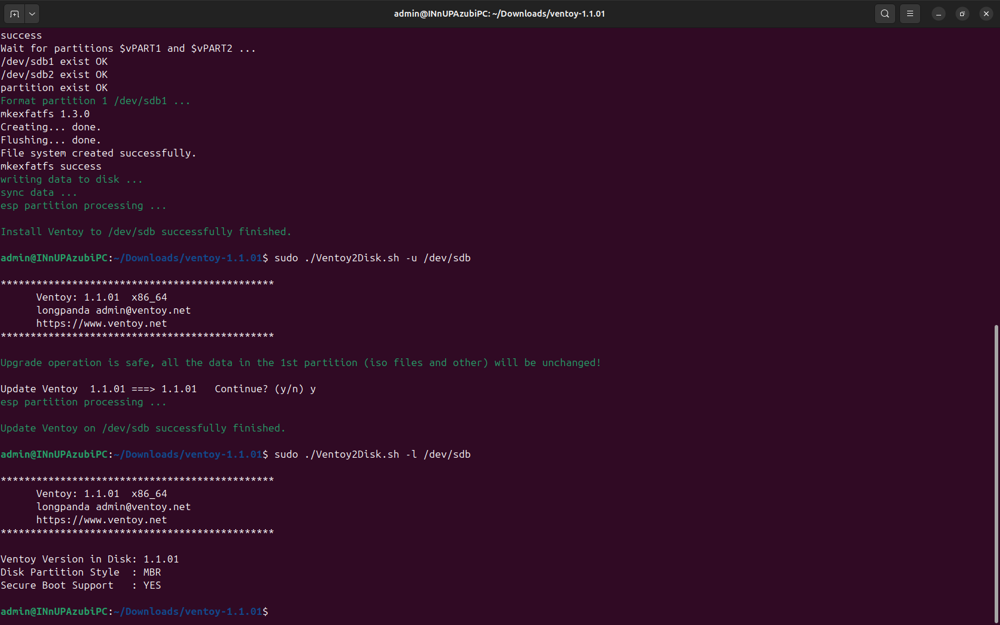 admin@INnUPAzubiPC: ~/Downloads/ventoy-1.1.01
success
Wait for partitions $vPART1 and $vPART2 ...
/dev/sdb1 exist OK
/dev/sdb2 exist OK
partition exist OK
Format partition 1 /dev/sdb1 ...
mkexfatfs 1.3.0
Creating... done.
Flushing... done.
File system created successfully.
mkexfatfs success
writing data to disk ...
sync data ...
esp partition processing ...
Install Ventoy to /dev/sdb successfully finished.
admin@INnUPAzubiPC:~/Downloads/ventoy-1.1.01$ sudo ./Ventoy2Disk.sh -u /dev/sdb
**********************************************
Ventoy: 1.1.01  x86_64
longpanda admin@ventoy.net
https://www.ventoy.net
**********************************************
Upgrade operation is safe, all the data in the 1st partition (iso files and other) will be unchanged!
Update Ventoy  1.1.01 ===> 1.1.01   Continue? (y/n) y
esp partition processing ...
Update Ventoy on /dev/sdb successfully finished.
admin@INnUPAzubiPC:~/Downloads/ventoy-1.1.01$ sudo ./Ventoy2Disk.sh -l /dev/sdb
**********************************************
Ventoy: 1.1.01  x86_64
longpanda admin@ventoy.net
https://www.ventoy.net
**********************************************
Ventoy Version in Disk: 1.1.01
Disk Partition Style  : MBR
Secure Boot Support   : YES
admin@INnUPAzubiPC:~/Downloads/ventoy-1.1.01$